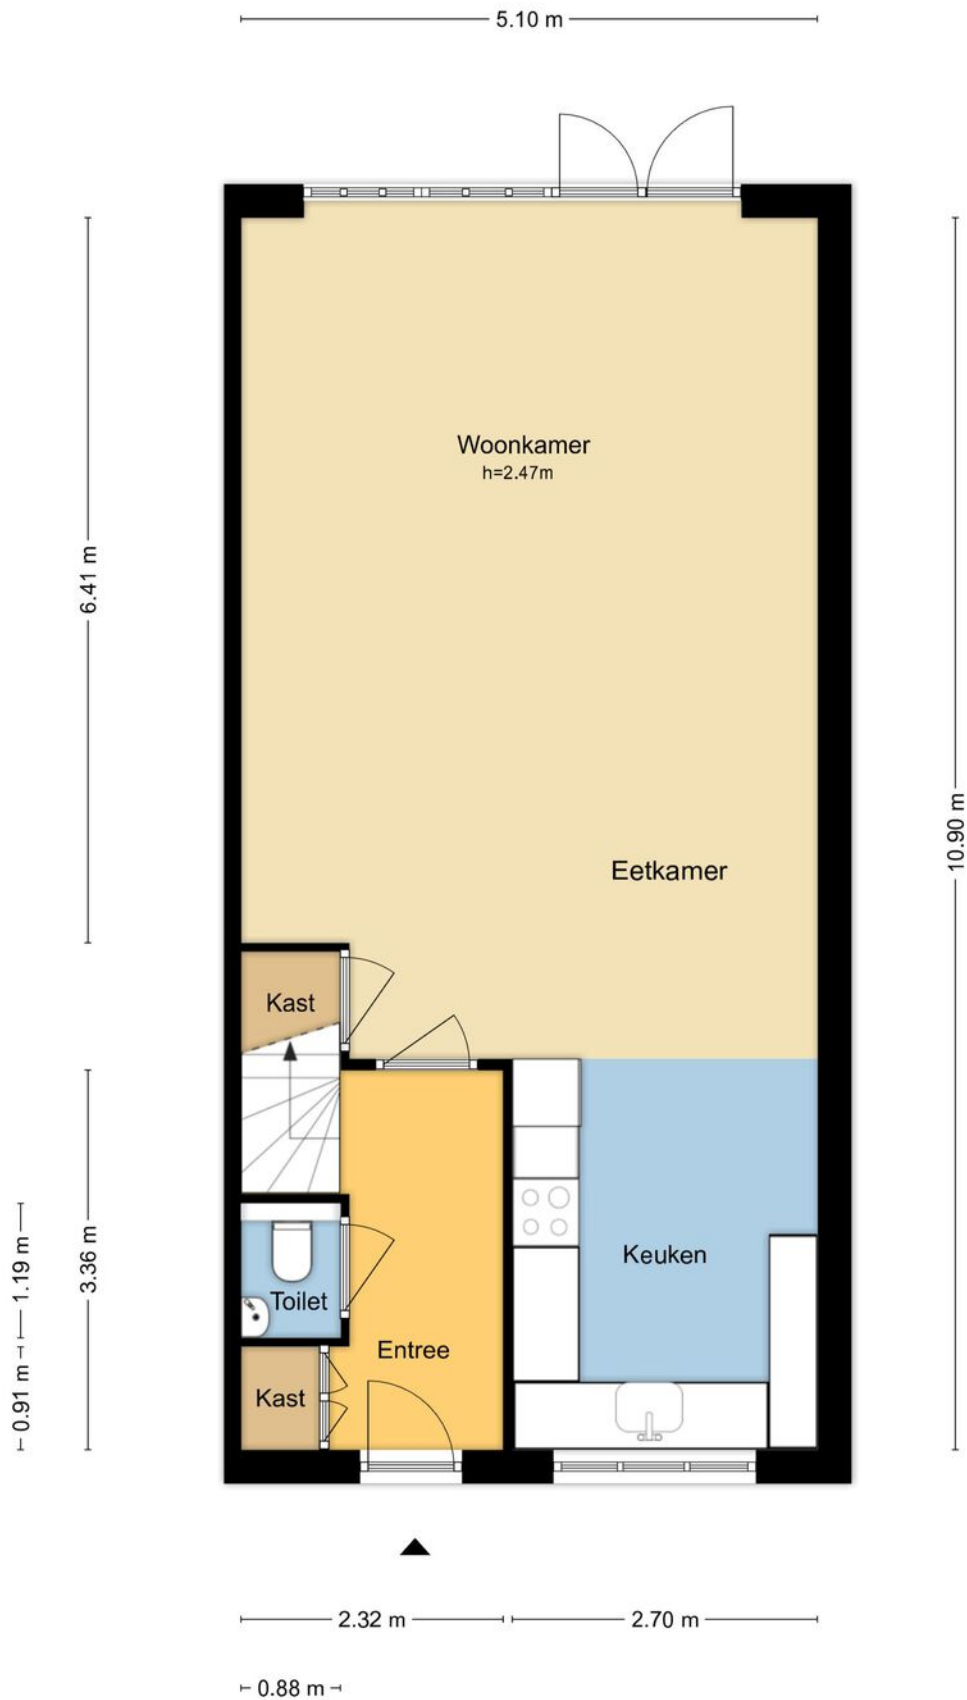 5.10 m
Woonkamer
h=2.47m
6.41 m
10.90 m
Eetkamer
Kast
3.36 m
1.19 m
Keuken
Toilet
Entree
0.91 m
Kast
2.32 m
2.70 m
0.88 m